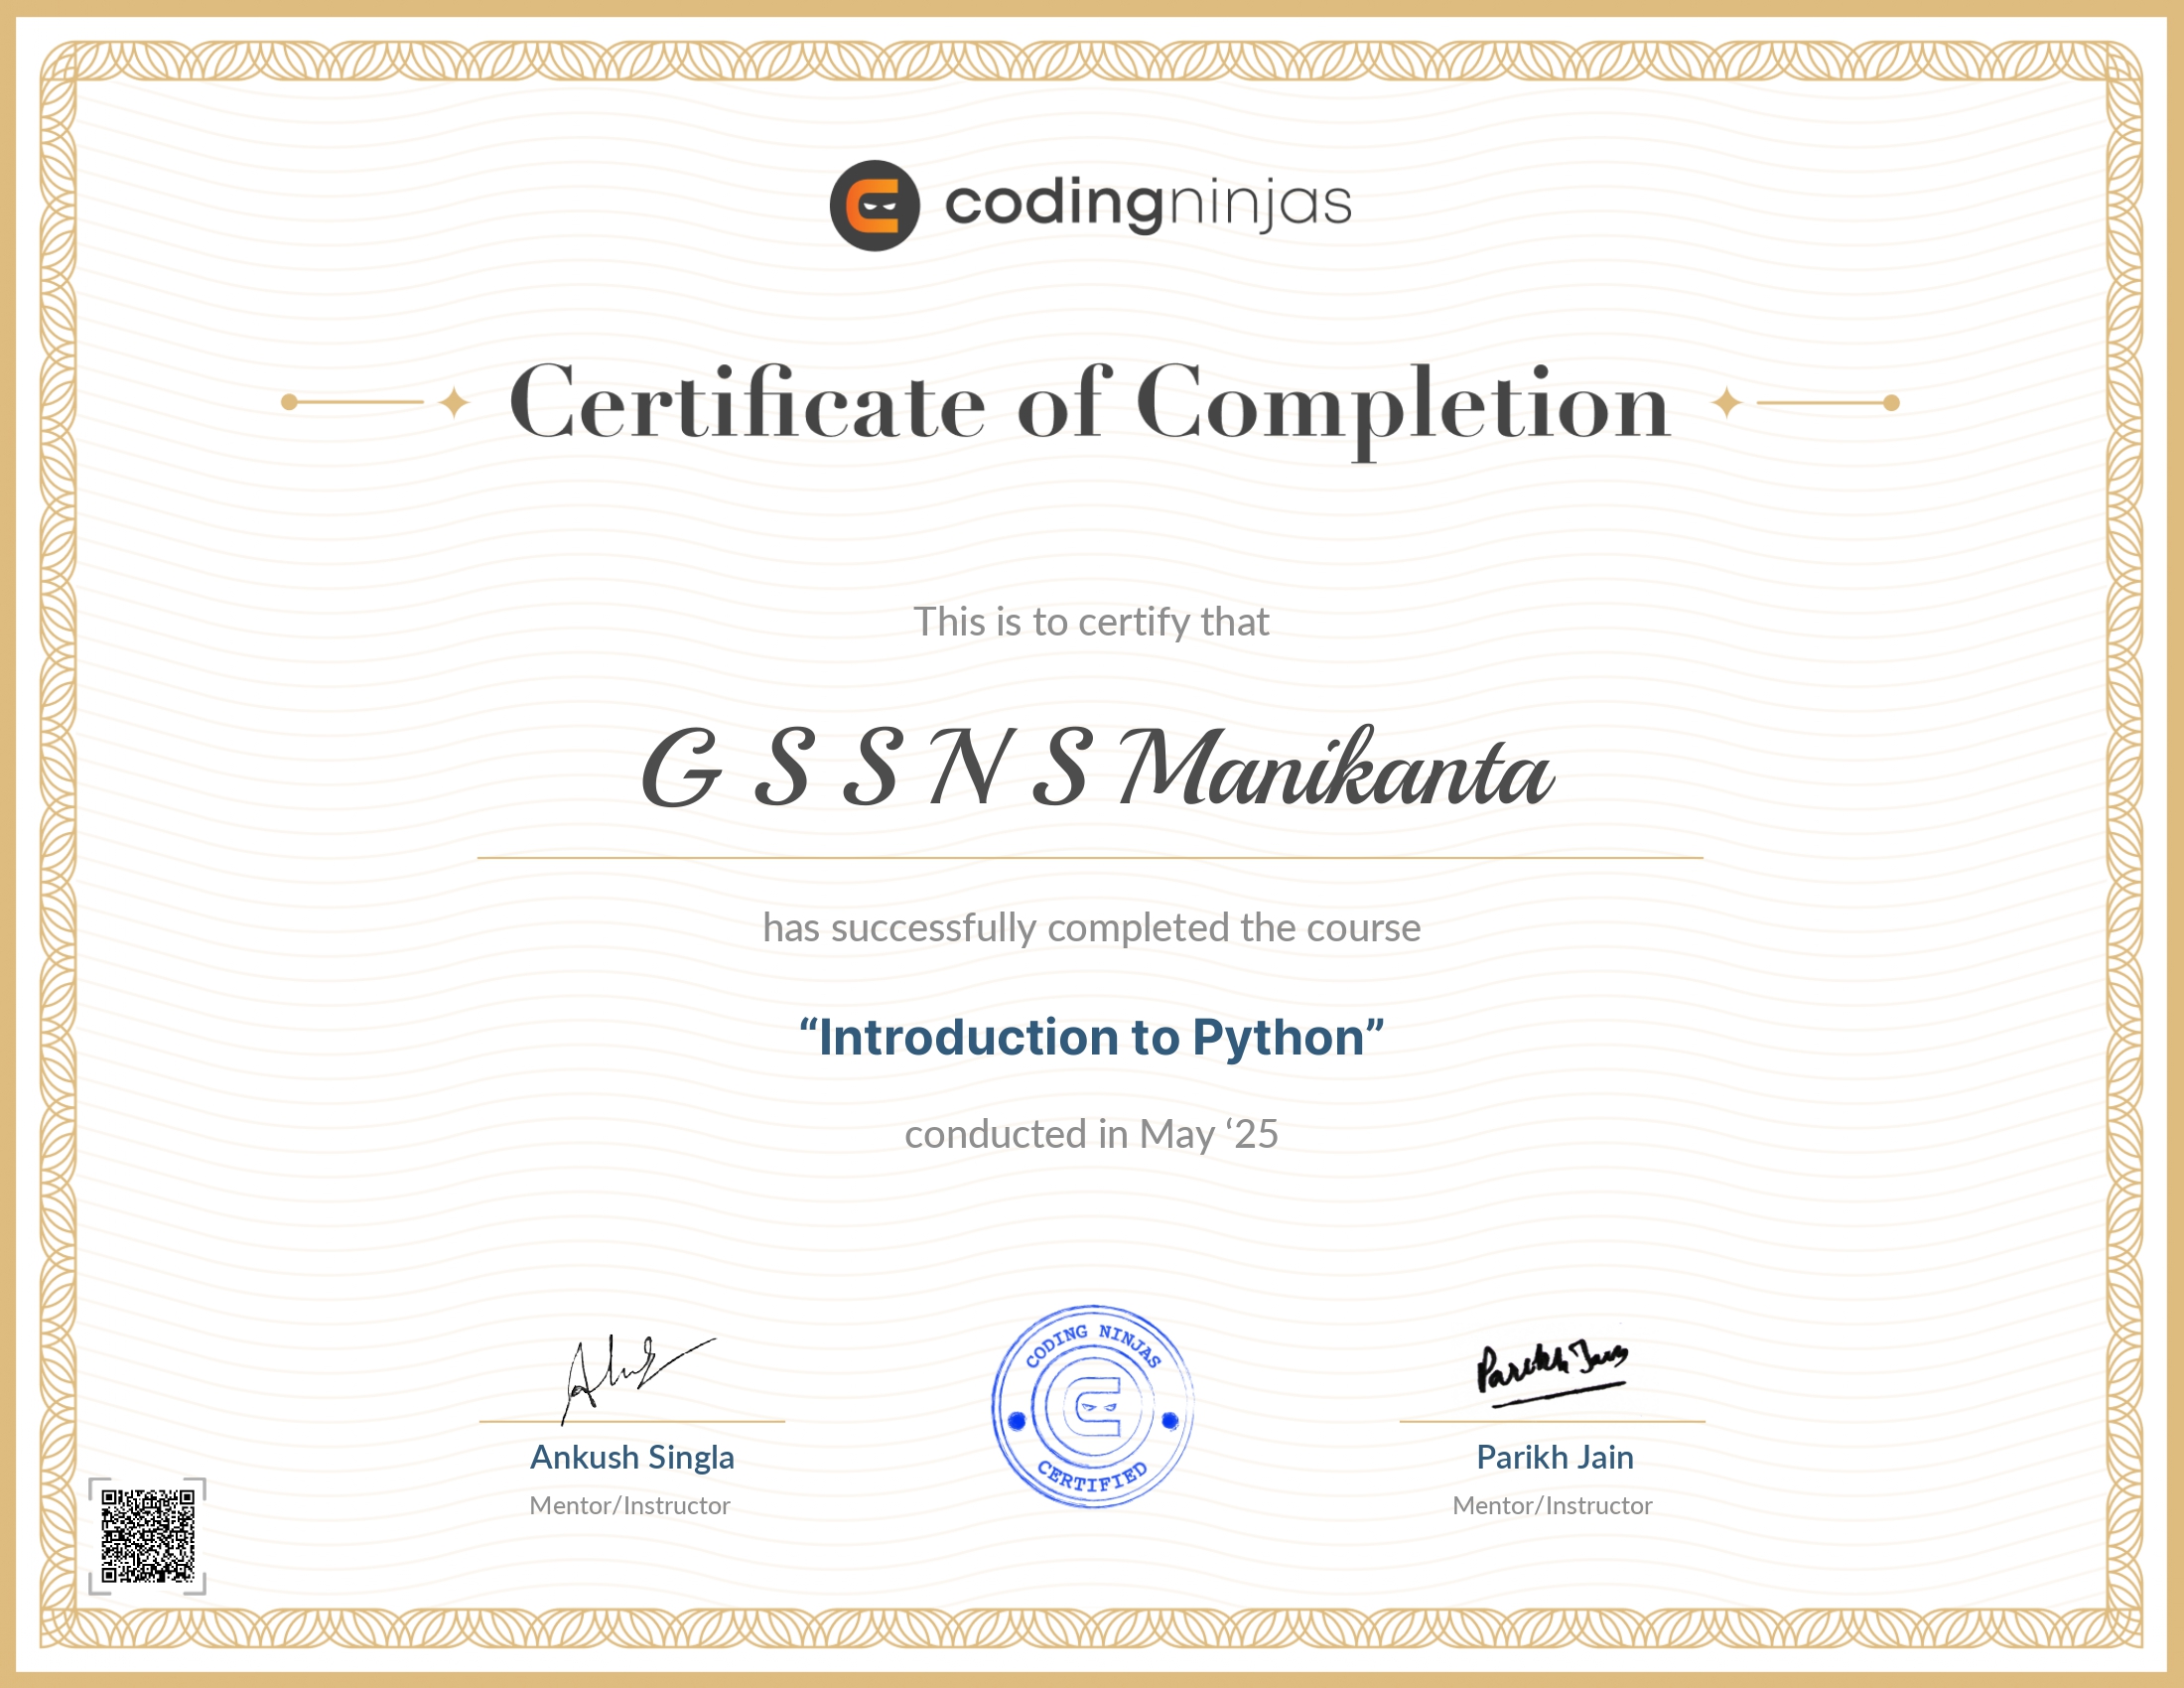 codingninjas
Certificate of Completion
This is to certify that
G S S N S Manikanta
has successfully completed the course
“Introduction to Python”
conducted in May ‘25
CODING NINJAS
CERTIFIED
Parikh Jain
Ankush Singla
Parikh Jain
Mentor/Instructor
Mentor/Instructor